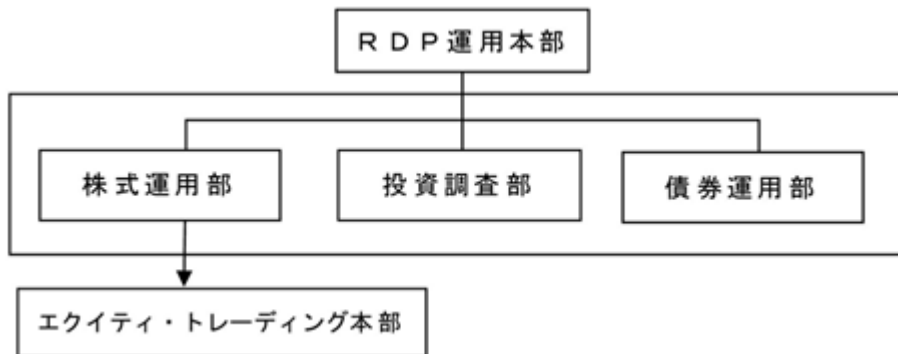 ＲＤＰ運用本部
株式運用部
投資調査部
債券運用部
エクイティ・トレーディング本部